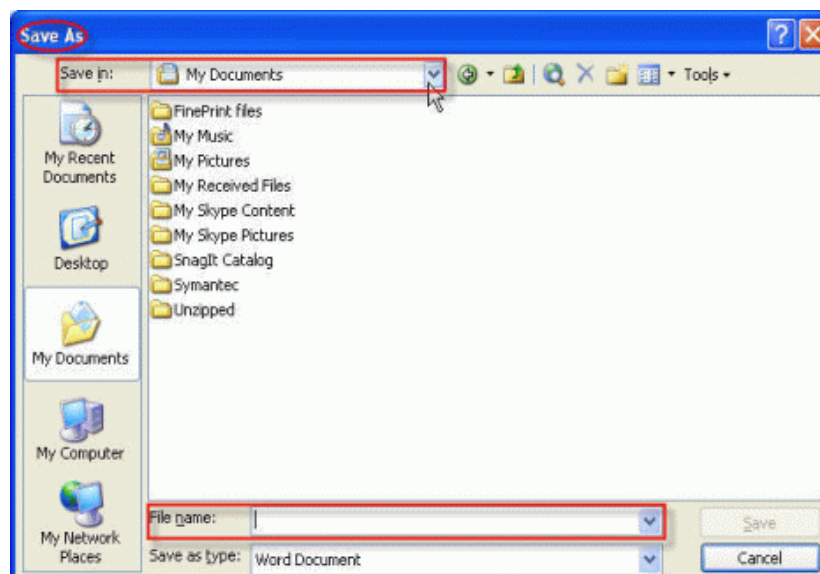 Save As
Save in: My Documents Tools
FinePrint files
My Music
My Pictures
My Received Files
My Skype Content
My Skype Pictures
SnagIt Catalog
Symantec
Unzipped
My Recent
Documents
Desktop
My Documents
My Computer
My Network
Places
File name: Save
Save as type: Word Document Cancel